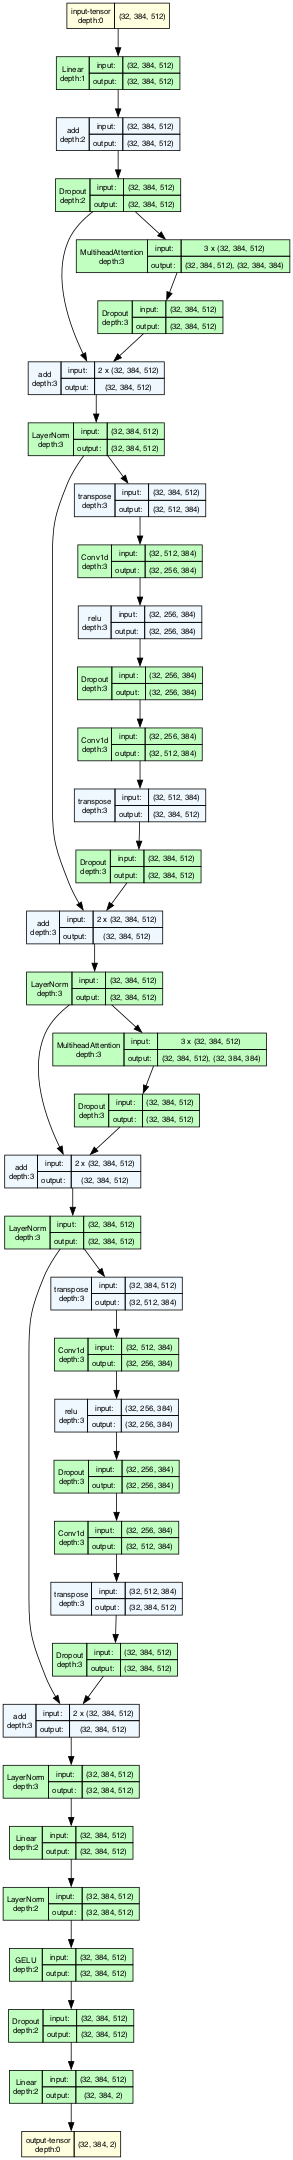 input-tensor
depth:0
(32, 384, 512)
Linear
depth:1
input:
(32, 384, 512)
output:
(32, 384, 512)
add
depth:2
input:
(32, 384, 512)
output:
(32, 384, 512)
Dropout
depth:2
input:
(32, 384, 512)
output:
(32, 384, 512)
MultiheadAttention
depth:3
input:
3 x (32, 384, 512)
output:
(32, 384, 512), (32, 384, 384)
Dropout
depth:3
input:
(32, 384, 512)
output:
(32, 384, 512)
add
depth:3
input:
2 x (32, 384, 512)
output:
(32, 384, 512)
LayerNorm
depth:3
input:
(32, 384, 512)
output:
(32, 384, 512)
transpose
depth:3
input:
(32, 384, 512)
output:
(32, 512, 384)
Conv1d
depth:3
input:
(32, 512, 384)
output:
(32, 256, 384)
relu
depth:3
input:
(32, 256, 384)
output:
(32, 256, 384)
Dropout
depth:3
input:
(32, 256, 384)
output:
(32, 256, 384)
Conv1d
depth:3
input:
(32, 256, 384)
output:
(32, 512, 384)
transpose
depth:3
input:
(32, 512, 384)
output:
(32, 384, 512)
Dropout
depth:3
input:
(32, 384, 512)
output:
(32, 384, 512)
add
depth:3
input:
2 x (32, 384, 512)
output:
(32, 384, 512)
LayerNorm
depth:3
input:
(32, 384, 512)
output:
(32, 384, 512)
MultiheadAttention
depth:3
input:
3 x (32, 384, 512)
output:
(32, 384, 512), (32, 384, 384)
Dropout
depth:3
input:
(32, 384, 512)
output:
(32, 384, 512)
add
depth:3
input:
2 x (32, 384, 512)
output:
(32, 384, 512)
LayerNorm
depth:3
input:
(32, 384, 512)
output:
(32, 384, 512)
transpose
depth:3
input:
(32, 384, 512)
output:
(32, 512, 384)
Conv1d
depth:3
input:
(32, 512, 384)
output:
(32, 256, 384)
relu
depth:3
input:
(32, 256, 384)
output:
(32, 256, 384)
Dropout
depth:3
input:
(32, 256, 384)
output:
(32, 256, 384)
Conv1d
depth:3
input:
(32, 256, 384)
output:
(32, 512, 384)
transpose
depth:3
input:
(32, 512, 384)
output:
(32, 384, 512)
Dropout
depth:3
input:
(32, 384, 512)
output:
(32, 384, 512)
add
depth:3
input:
2 x (32, 384, 512)
output:
(32, 384, 512)
LayerNorm
depth:3
input:
(32, 384, 512)
output:
(32, 384, 512)
Linear
depth:2
input:
(32, 384, 512)
output:
(32, 384, 512)
LayerNorm
depth:2
input:
(32, 384, 512)
output:
(32, 384, 512)
GELU
depth:2
input:
(32, 384, 512)
output:
(32, 384, 512)
Dropout
depth:2
input:
(32, 384, 512)
output:
(32, 384, 512)
Linear
depth:2
input:
(32, 384, 512)
output:
(32, 384, 2)
output-tensor
depth:0
(32, 384, 2)